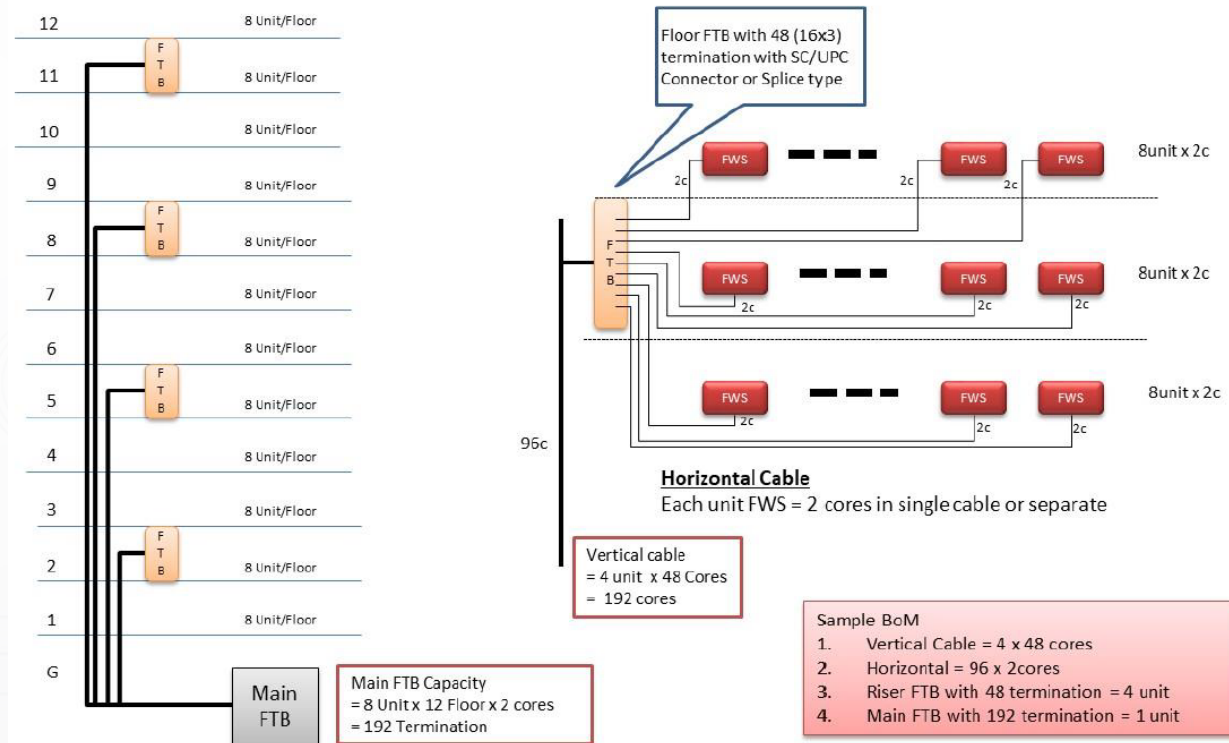 12
8 Unit/Floor
F
T
B
11
8 Unit/Floor
10
8 Unit/Floor
9
8 Unit/Floor
F
T
B
8
8 Unit/Floor
7
8 Unit/Floor
6
8 Unit/Floor
F
T
B
5
8 Unit/Floor
4
8 Unit/Floor
3
8 Unit/Floor
F
T
B
2
8 Unit/Floor
1
8 Unit/Floor
G
Main
FTB
Main FTB Capacity
= 8 Unit x 12 Floor x 2 cores
= 192 Termination
Floor FTB with 48 (16x3)
termination with SC/UPC
Connector or Splice type
FWS
FWS
FWS
8unit x 2c
2c
2c
2c
F
T
B
FWS
FWS
FWS
8unit x 2c
2c
2c
2c
FWS
FWS
FWS
8unit x 2c
2c
2c
2c
96c
Horizontal Cable
Each unit FWS = 2 cores in single cable or separate
Vertical cable
= 4 unit x 48 Cores
= 192 cores
Sample BoM
1. Vertical Cable = 4 x 48 cores
2. Horizontal = 96 x 2cores
3. Riser FTB with 48 termination = 4 unit
4. Main FTB with 192 termination = 1 unit